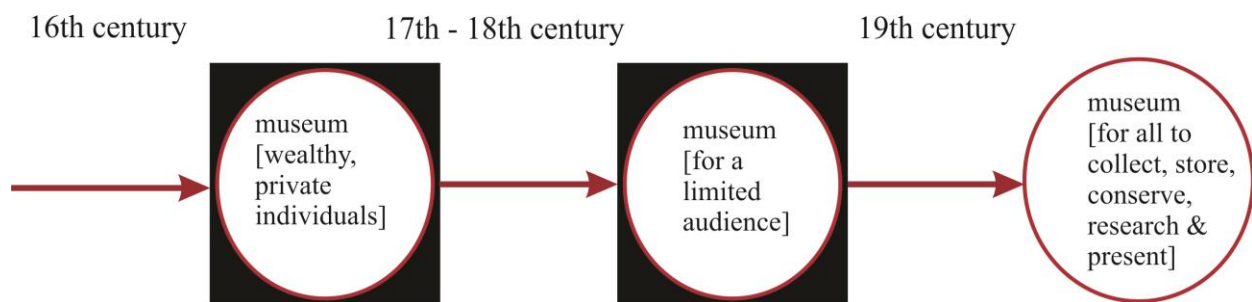 16th century
17th - 18th century
19th century
museum
[wealthy,
private
individuals]
museum
[for a
limited
audience]
museum
[for all to
collect, store,
conserve,
research &
present]